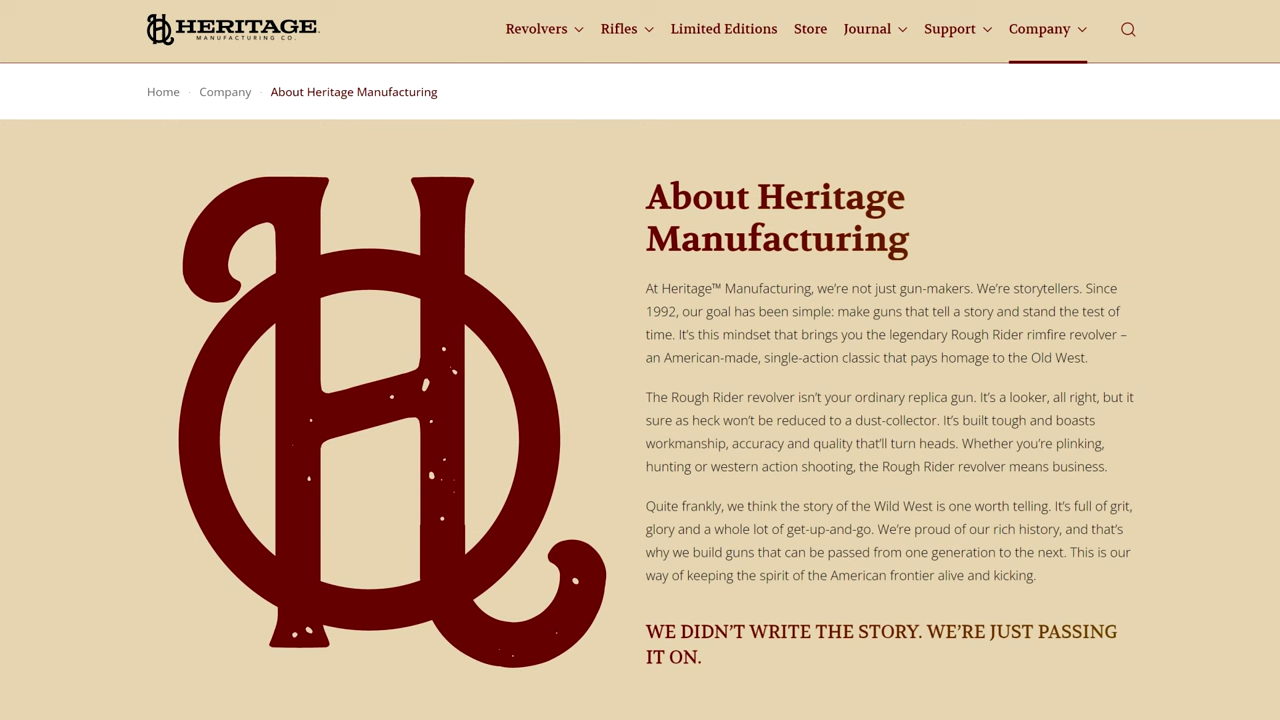 HERITAGE
MANUFACTURING CO.
Revolvers Rifles Limited Editions Store Journal Support Company
Home · Company · About Heritage Manufacturing
About Heritage
Manufacturing
At Heritage™ Manufacturing, we’re not just gun-makers. We’re storytellers. Since
1992, our goal has been simple: make guns that tell a story and stand the test of
time. It’s this mindset that brings you the legendary Rough Rider rimfire revolver –
an American-made, single-action classic that pays homage to the Old West.
The Rough Rider revolver isn’t your ordinary replica gun. It’s a looker, all right, but it
sure as heck won’t be reduced to a dust-collector. It’s built tough and boasts
workmanship, accuracy and quality that’ll turn heads. Whether you’re plinking,
hunting or western action shooting, the Rough Rider revolver means business.
Quite frankly, we think the story of the Wild West is one worth telling. It’s full of grit,
glory and a whole lot of get-up-and-go. We’re proud of our rich history, and that’s
why we build guns that can be passed from one generation to the next. This is our
way of keeping the spirit of the American frontier alive and kicking.
WE DIDN’T WRITE THE STORY. WE’RE JUST PASSING
IT ON.